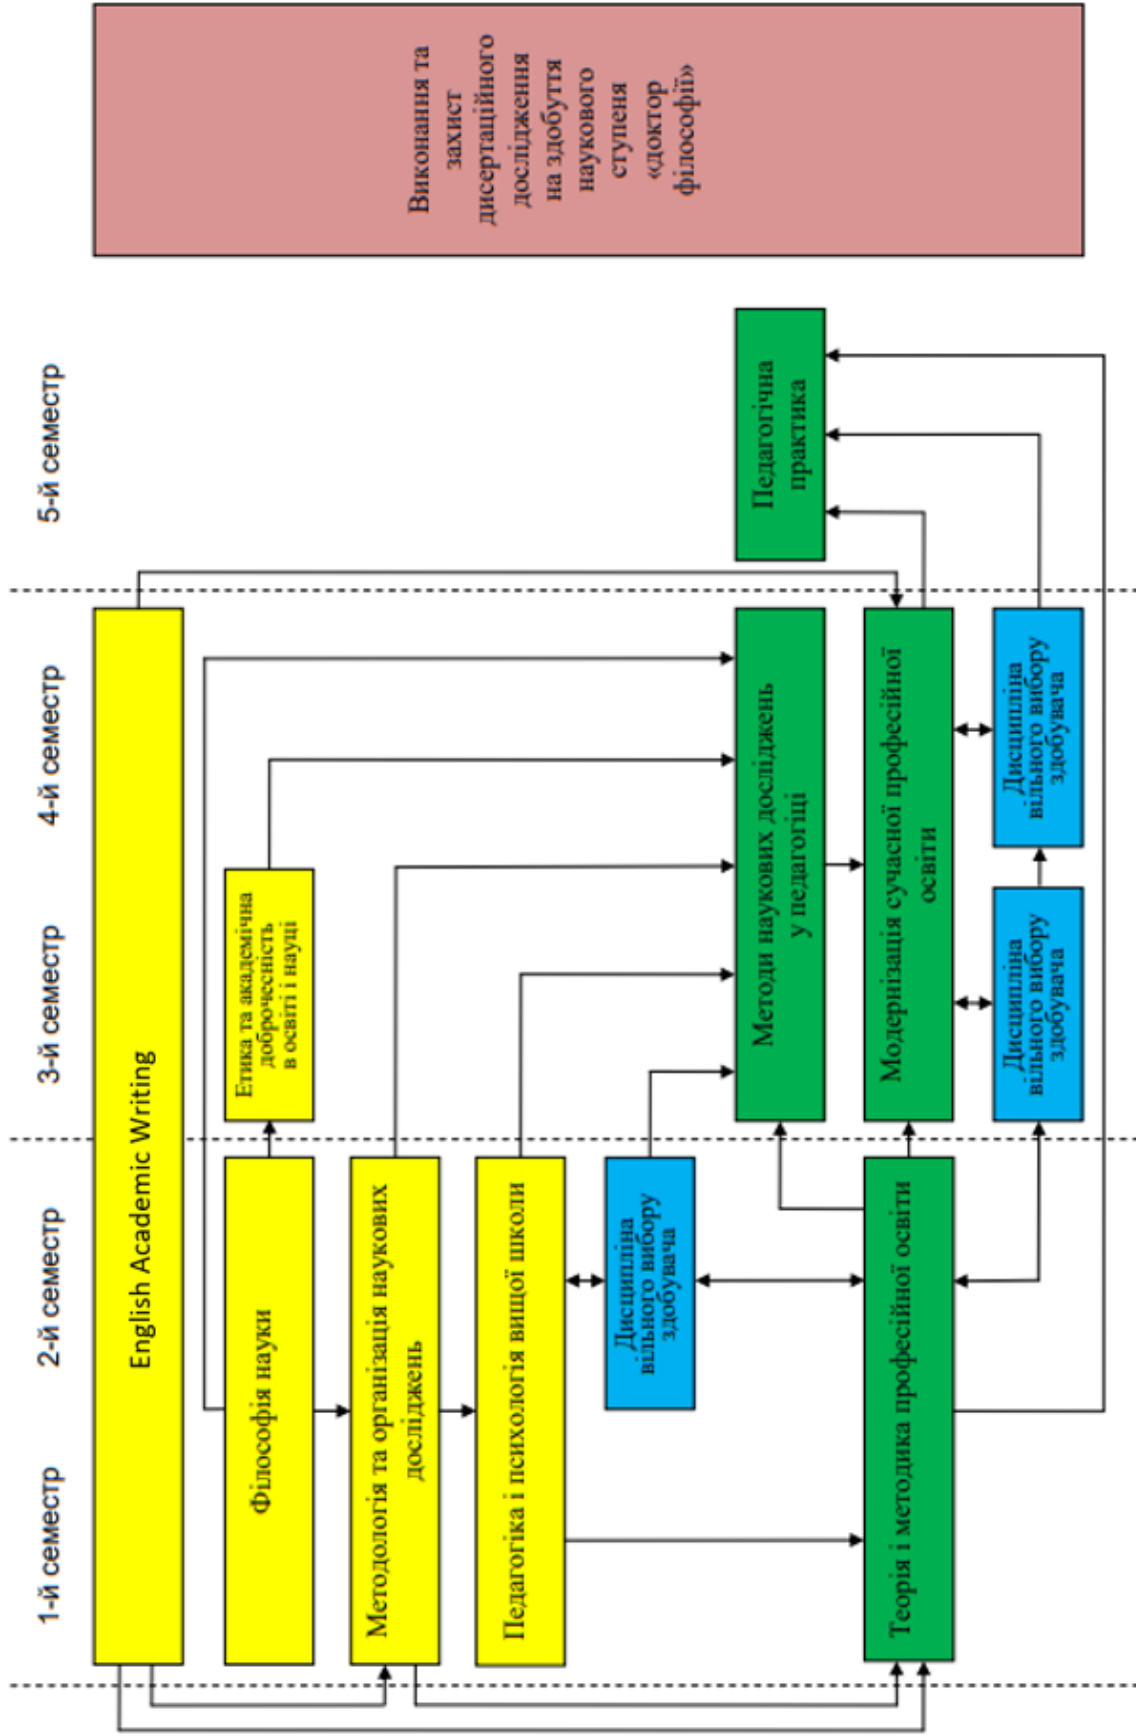 1-й семестр
2-й семестр
3-й семестр
4-й семестр
5-й семестр
English Academic Writing
Філософія науки
Етика та академічна
доброчесність
в освіті і науці
Методологія та організація наукових
досліджень
Педагогіка і психологія вищої школи
Дисципліна
вільного вибору
здобувача
Методи наукових досліджень
у педагогіці
Педагогічна
практика
Теорія і методика професійної освіти
Модернізація сучасної професійної
освіти
Дисципліна
вільного вибору
здобувача
Дисципліна
вільного вибору
здобувача
Виконання та
захист
дисертаційного
дослідження
на здобуття
наукового
ступеня
«доктор
філософії»